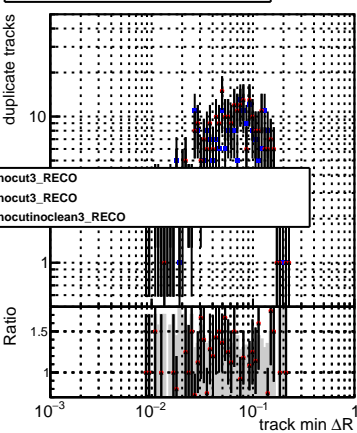 duplicate tracks
10
nocut3_RECO
nocut3_RECO
nocutinoclean3_RECO
1
Ratio
1.5
1
10⁻³ 10⁻² 10⁻¹ 1
track min ΔR